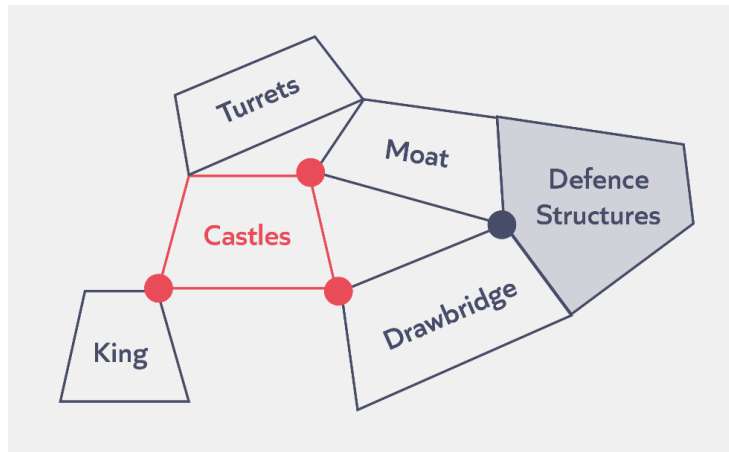 Turrets
Moat
Defence
Structures
Castles
Drawbridge
King